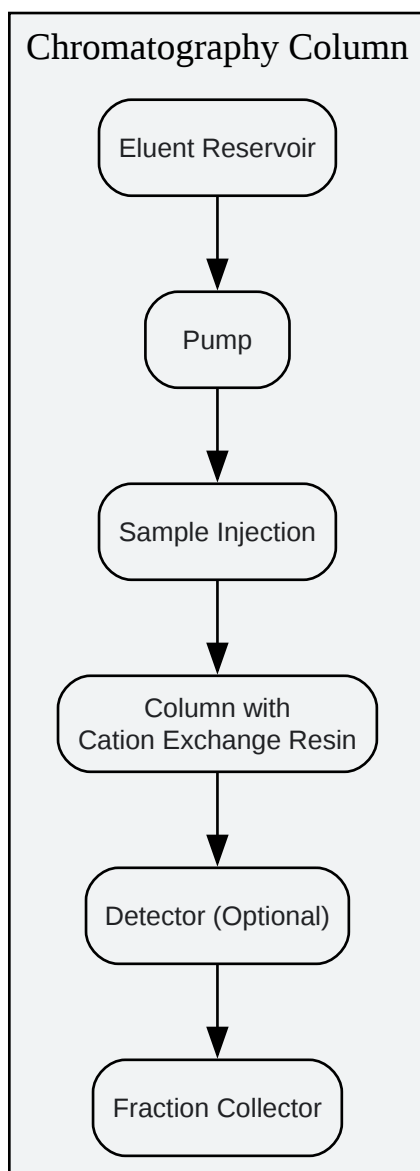 Chromatography Column
Eluent Reservoir
Pump
Sample Injection
Column with
Cation Exchange Resin
Detector (Optional)
Fraction Collector